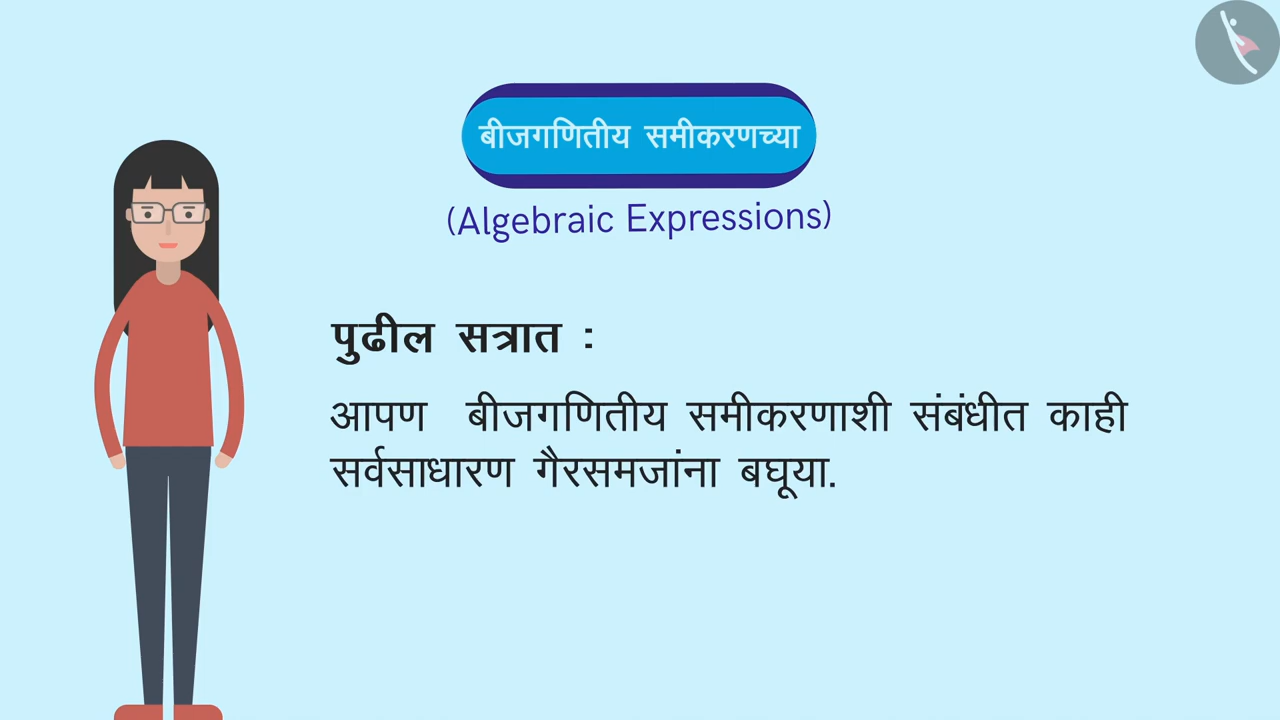 बीजगणितीय समीकरणच्या
(Algebraic Expressions)
पुढील सत्रात :
आपण बीजगणितीय समीकरणाशी संबंधीत काही
सर्वसाधारण गैरसमजांना बघूया.